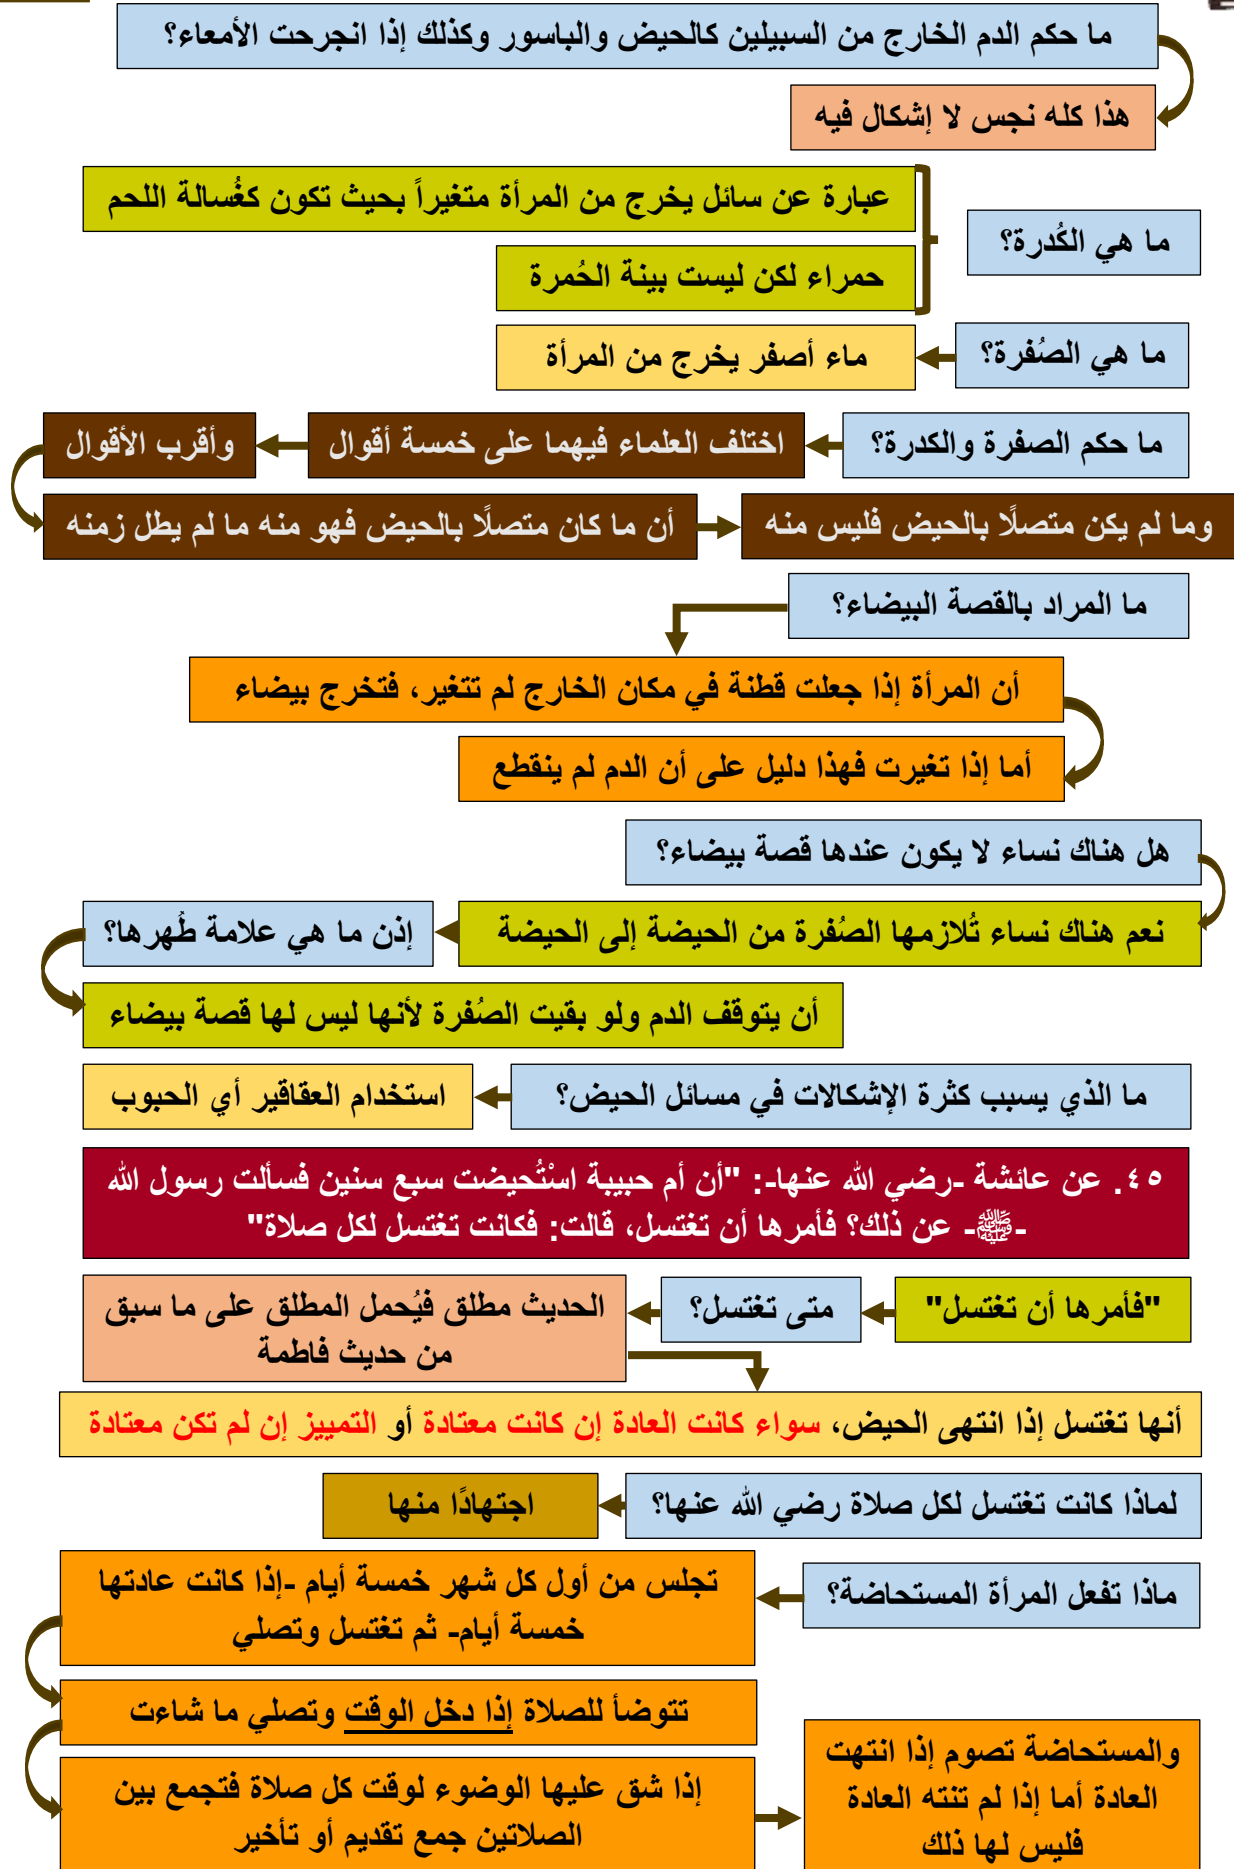 ما حكم الدم الخارج من السبيلين كالحيض والباسور وكذلك إذا انجرحت الأمعاء؟
هذا كله نجس لا إشكال فيه
ما هي الكُدرة؟
عبارة عن سائل يخرج من المرأة متغيراً بحيث تكون كغُسالة اللحم
حمراء لكن ليست بينة الحُمرة
ما هي الصُفرة؟
ماء أصفر يخرج من المرأة
ما حكم الصفرة والكدرة؟
اختلف العلماء فيهما على خمسة أقوال
وأقرب الأقوال
أن ما كان متصلًا بالحيض فهو منه ما لم يطل زمنه
وما لم يكن متصلًا بالحيض فليس منه
ما المراد بالقصة البيضاء؟
أن المرأة إذا جعلت قطنة في مكان الخارج لم تتغير، فتخرج بيضاء
أما إذا تغيرت فهذا دليل على أن الدم لم ينقطع
هل هناك نساء لا يكون عندها قصة بيضاء؟
نعم هناك نساء تُلازمها الصُفرة من الحيضة إلى الحيضة
إذن ما هي علامة طُهرها؟
أن يتوقف الدم ولو بقيت الصُفرة لأنها ليس لها قصة بيضاء
ما الذي يسبب كثرة الإشكالات في مسائل الحيض؟
استخدام العقاقير أي الحبوب
٤٥. عن عائشة -رضي الله عنها-: "أن أم حبيبة اسْتُحيضت سبع سنين فسألت رسول الله
-ﷺ- عن ذلك؟ فأمرها أن تغتسل، قالت: فكانت تغتسل لكل صلاة"
"فأمرها أن تغتسل"
متى تغتسل؟
الحديث مطلق فيُحمل المطلق على ما سبق
من حديث فاطمة
أنها تغتسل إذا انتهى الحيض، سواء كانت العادة إن كانت معتادة أو التمييز إن لم تكن معتادة
لماذا كانت تغتسل لكل صلاة رضي الله عنها؟
اجتهادًا منها
ماذا تفعل المرأة المستحاضة؟
تجلس من أول كل شهر خمسة أيام -إذا كانت عادتها
خمسة أيام- ثم تغتسل وتصلي
تتوضأ للصلاة إذا دخل الوقت وتصلي ما شاءت
إذا شق عليها الوضوء لوقت كل صلاة فتجمع بين
الصلاتين جمع تقديم أو تأخير
والمستحاضة تصوم إذا انتهت
العادة أما إذا لم تنته العادة
فليس لها ذلك